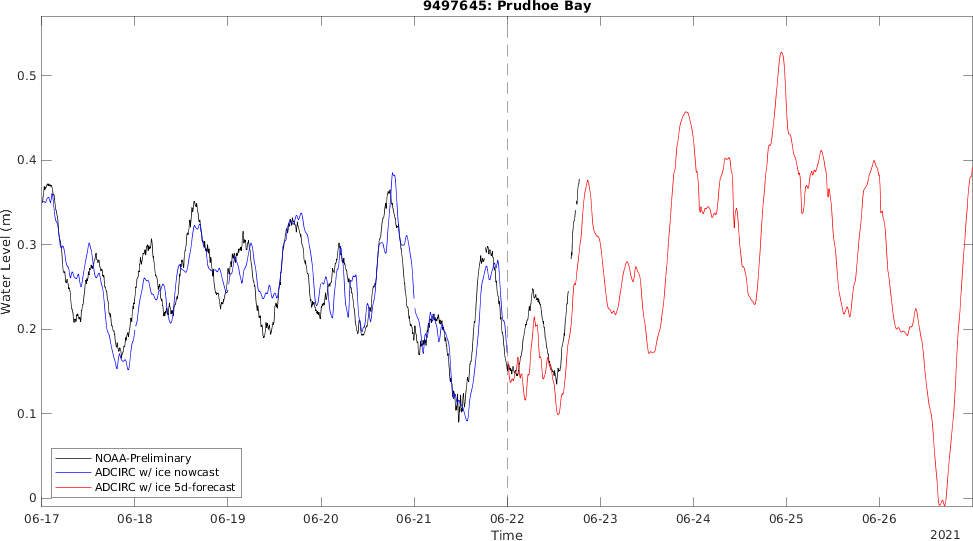 9497645: Prudhoe Bay
Water Level (m)
0.5
0.4
0.3
0.2
0.1
0
NOAA-Preliminary
ADCIRC w/ ice nowcast
ADCIRC w/ ice 5d-forecast
06-17 06-18 06-19 06-20 06-21 06-22 06-23 06-24 06-25 06-26
Time
2021